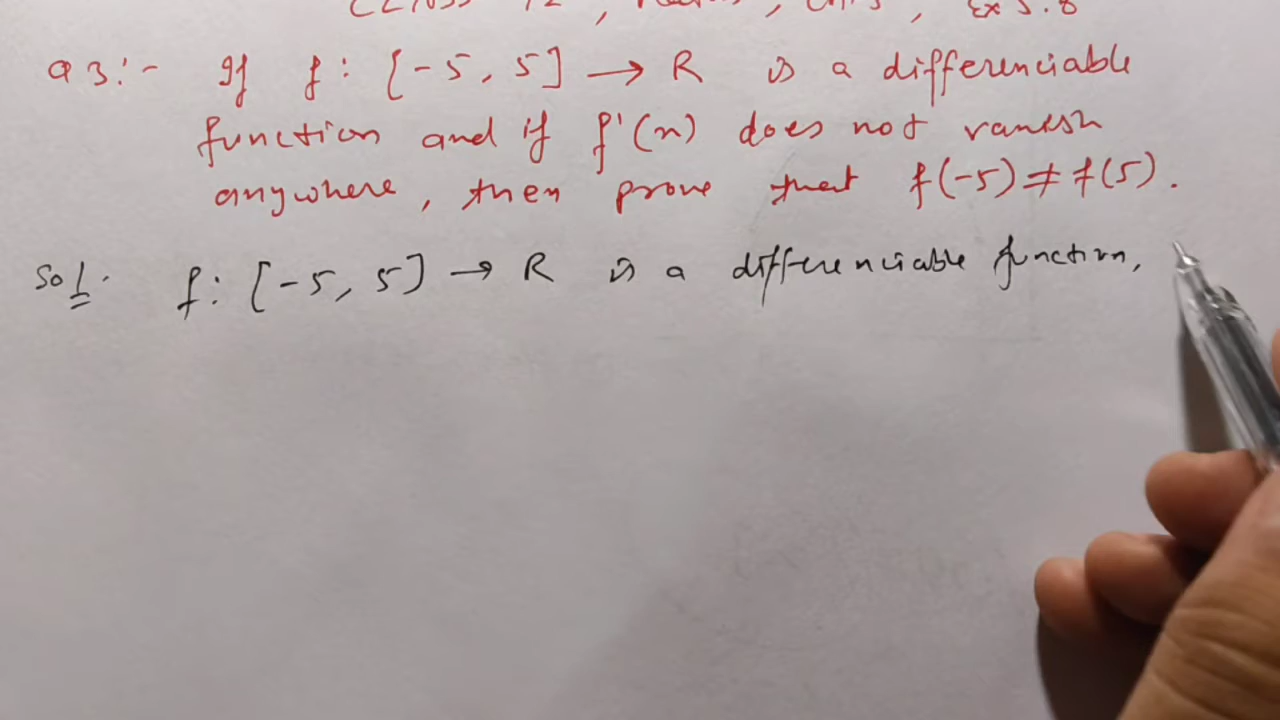 Q3:- If f: [-5, 5] → R is a differenciable
function and if f'(x) does not vanish
anywhere, then prove that f(-5) ≠ f(5).
Sol. f: [-5, 5] → R is a differenciable function,